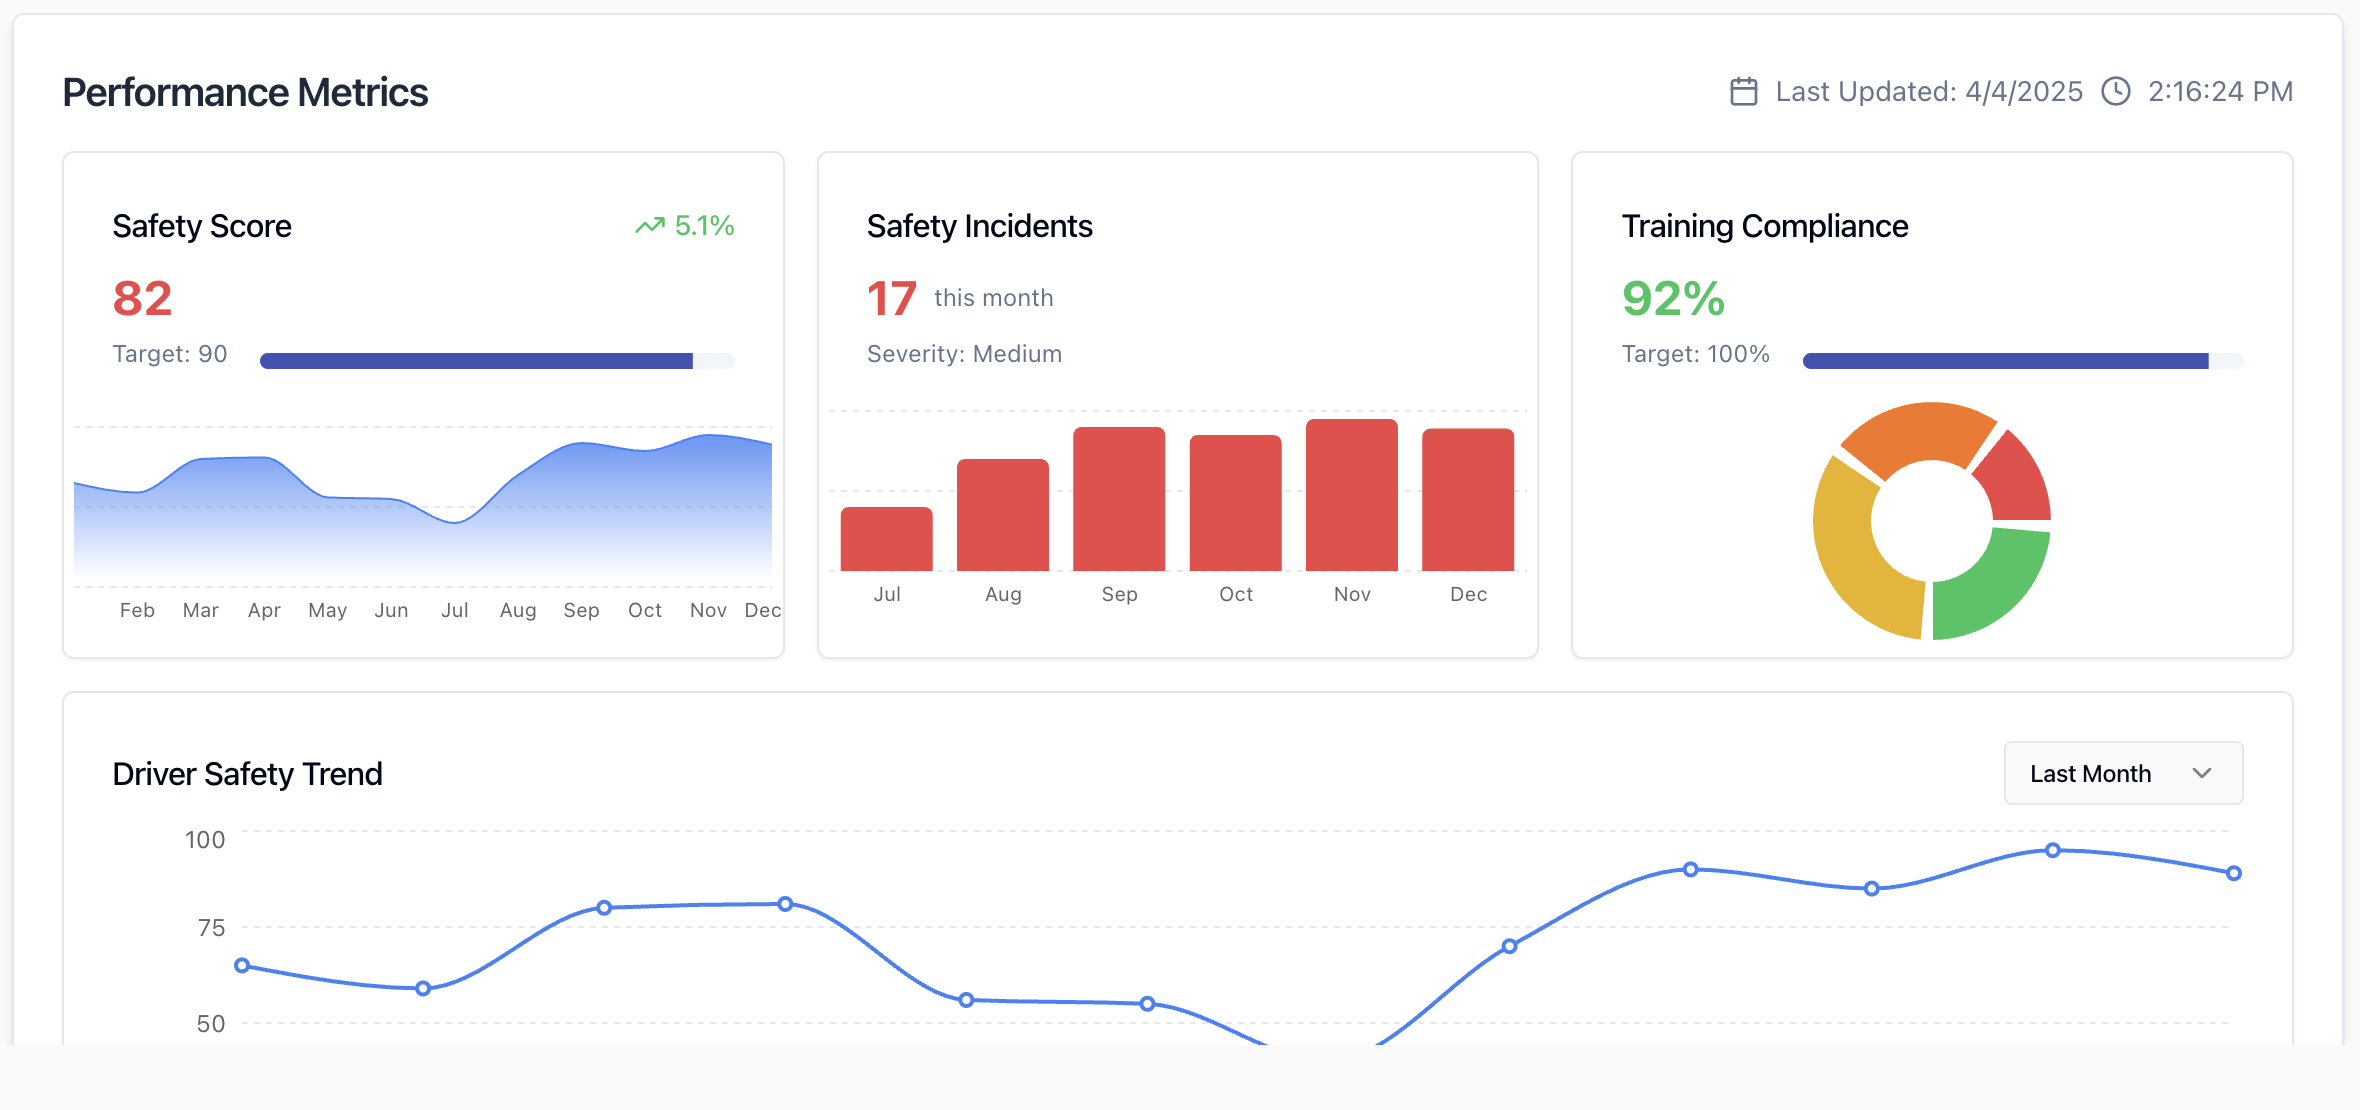 Performance Metrics
Last Updated: 4/4/2025 2:16:24 PM
Safety Score
5.1%
82
Target: 90
Feb Mar Apr May Jun Jul Aug Sep Oct Nov Dec
Safety Incidents
17 this month
Severity: Medium
Jul Aug Sep Oct Nov Dec
Training Compliance
92%
Target: 100%
Driver Safety Trend
Last Month
100
75
50